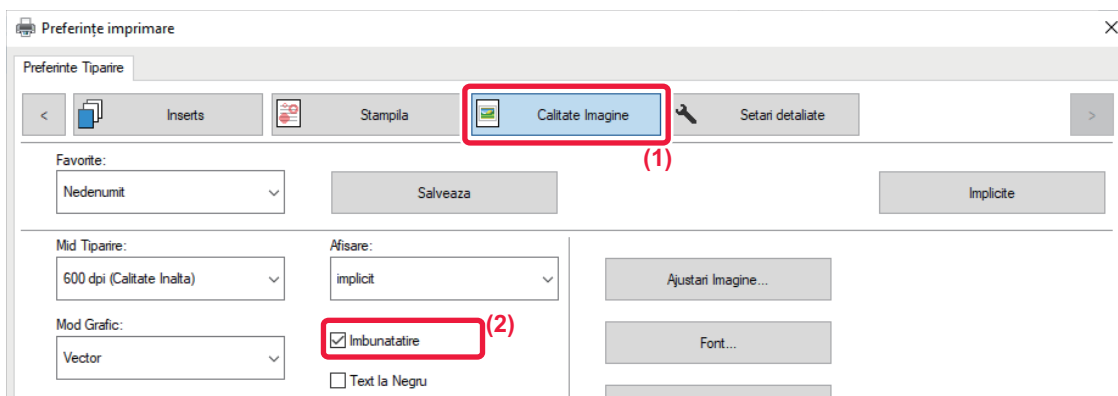 Preferințe imprimare
Preferinte Tiparire
< Inserts Stampila Calitate Imagine Setari detaliate >
(1)
Favorite:
Nedenumit Salveaza Implicite
Mid Tiparire: Afisare:
600 dpi (Calitate Inalta) implicit Ajustari Imagine...
Mod Grafic: (2)
Vector Imbunatatire Font...
Text la Negru